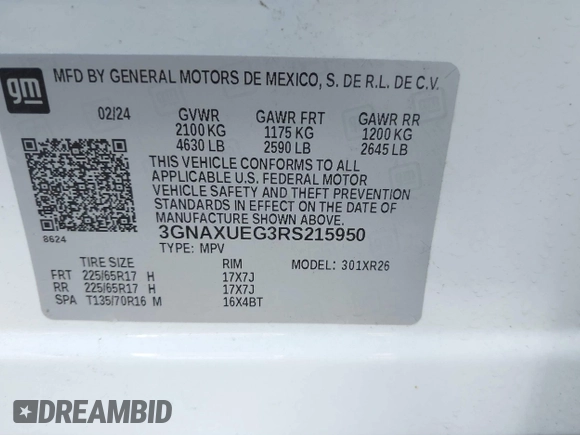 gm
MFD BY GENERAL MOTORS DE MEXICO, S. DE R.L. DE C.V.
02/24 GVWR GAWR FRT GAWR RR
2100 KG 1175 KG 1200 KG
4630 LB 2590 LB 2645 LB
THIS VEHICLE CONFORMS TO ALL
APPLICABLE U.S. FEDERAL MOTOR
VEHICLE SAFETY AND THEFT PREVENTION
STANDARDS IN EFFECT ON THE DATE OF
MANUFACTURE SHOWN ABOVE.
8624
3GNAXUEG3RS215950
TYPE: MPV
TIRE SIZE RIM MODEL: 301XR26
FRT 225/65R17 H 17X7J
RR 225/65R17 H 17X7J
SPA T135/70R16 M 16X4BT
DREAMBID